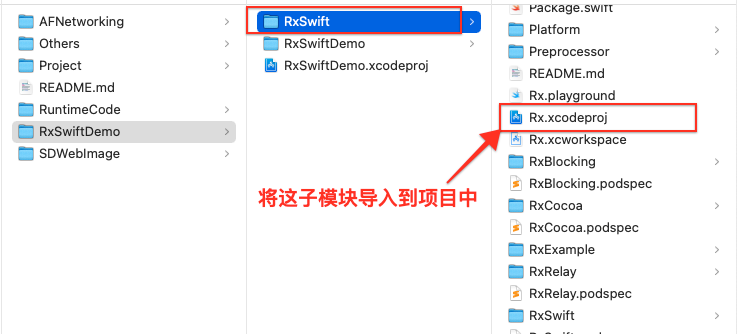 AFNetworking
Others
Project
README.md
RuntimeCode
RxSwiftDemo
SDWebImage
RxSwift
RxSwiftDemo
RxSwiftDemo.xcodeproj
Package.swift
Platform
Preprocessor
README.md
Rx.playground
Rx.xcodeproj
Rx.xcworkspace
RxBlocking
RxBlocking.podspec
RxCocoa
RxCocoa.podspec
RxExample
RxRelay
RxRelay.podspec
RxSwift
将这子模块导入到项目中